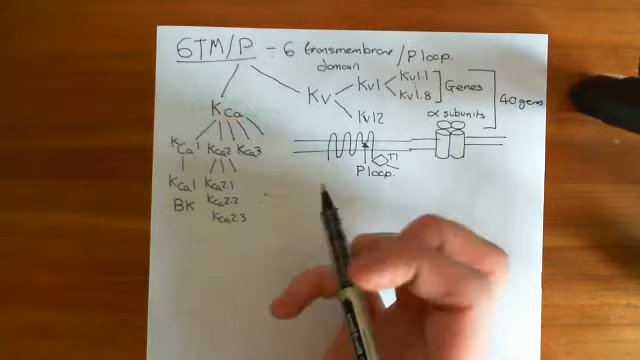 6TM/P - 6 transmembrane / P loop.
domain
KCa
Kv
Kv1
Kv1.1
Kv1.8
Genes
40 genes
Kv12
α subunits
KCa1 KCa2 KCa3
T1
P loop.
KCa1 KCa2.1
BK KCa2.2
KCa2.3